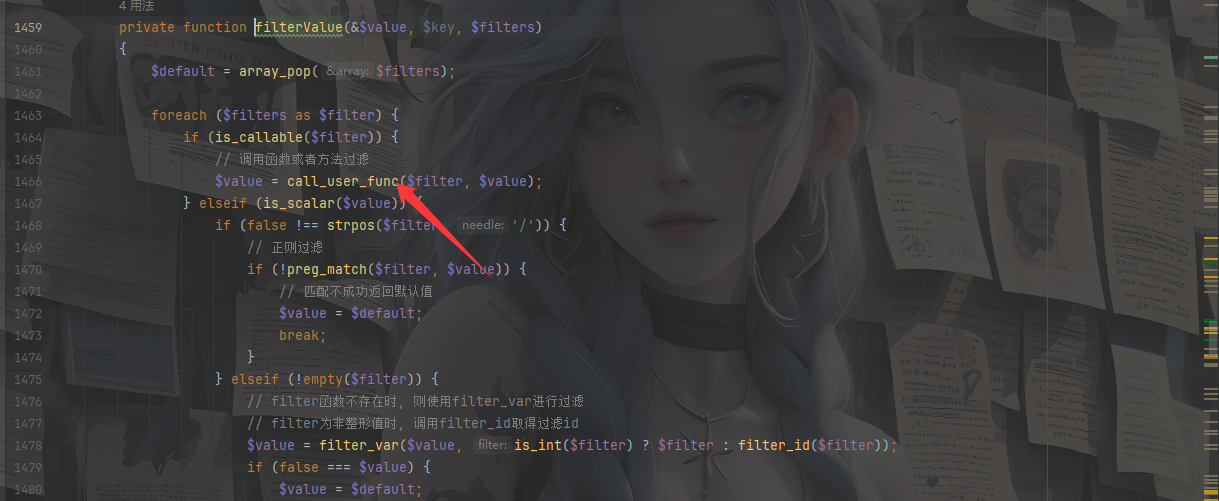 4 用法
1459 private function filterValue(&$value, $key, $filters)
1460 {
1461 $default = array_pop( &array: $filters);
1462
1463 foreach ($filters as $filter) {
1464 if (is_callable($filter)) {
1465 // 调用函数或者方法过滤
1466 $value = call_user_func($filter, $value);
1467 } elseif (is_scalar($value)) {
1468 if (false !== strpos($filter needle: '/')) {
1469 // 正则过滤
1470 if (!preg_match($filter, $value)) {
1471 // 匹配不成功返回默认值
1472 $value = $default;
1473 break;
1474 }
1475 } elseif (!empty($filter)) {
1476 // filter函数不存在时, 则使用filter_var进行过滤
1477 // filter为非整形值时, 调用filter_id取得过滤id
1478 $value = filter_var($value, filter: is_int($filter) ? $filter : filter_id($filter));
1479 if (false === $value) {
1480 $value = $default;